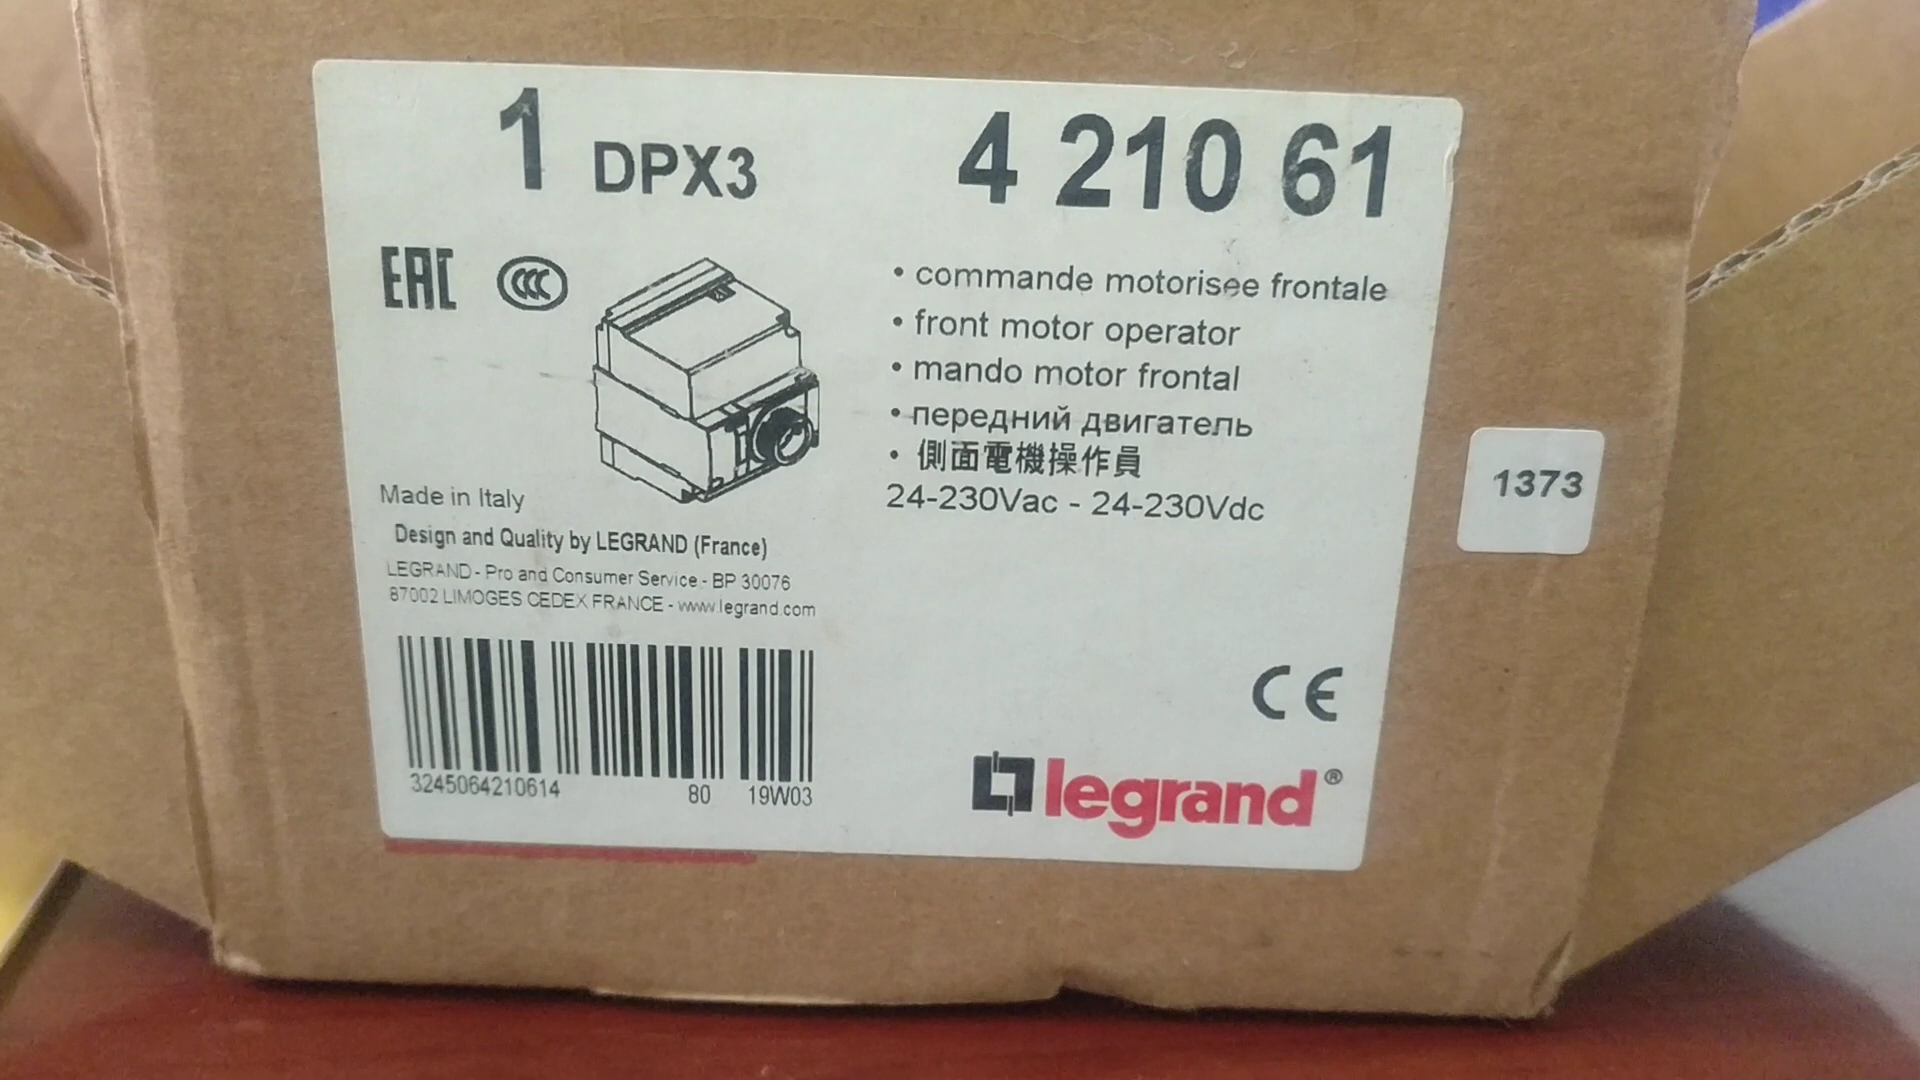 1 DPX3 4 210 61
EAC CCC
• commande motorisee frontale
• front motor operator
• mando motor frontal
• передний двигатель
• 側面電機操作員
24-230Vac - 24-230Vdc
Made in Italy
Design and Quality by LEGRAND (France)
LEGRAND - Pro and Consumer Service - BP 30076
87002 LIMOGES CEDEX FRANCE - www.legrand.com
3245064210614 80 19W03
CE
legrand®
1373